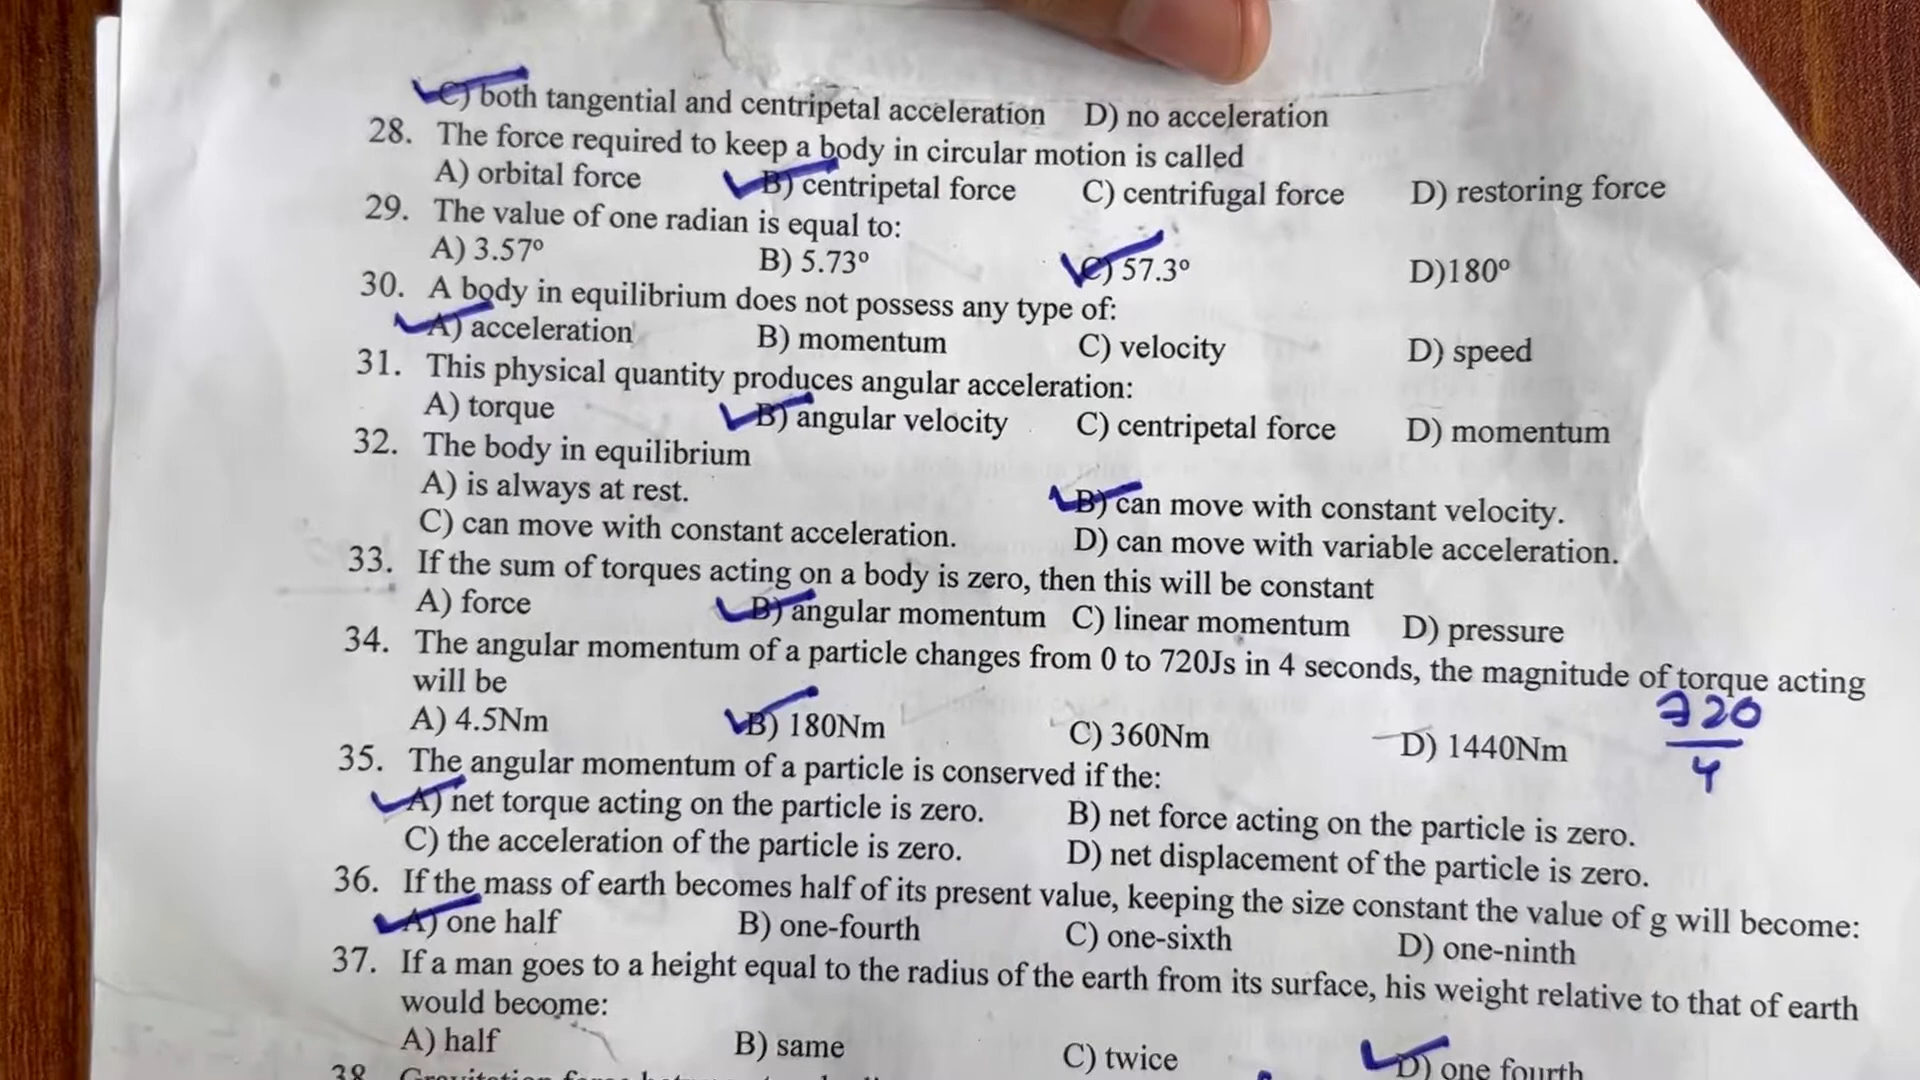 C) both tangential and centripetal acceleration D) no acceleration
28. The force required to keep a body in circular motion is called
A) orbital force B) centripetal force C) centrifugal force D) restoring force
29. The value of one radian is equal to:
A) 3.57º B) 5.73º C) 57.3º D)180º
30. A body in equilibrium does not possess any type of:
A) acceleration B) momentum C) velocity D) speed
31. This physical quantity produces angular acceleration:
A) torque B) angular velocity C) centripetal force D) momentum
32. The body in equilibrium
A) is always at rest. B) can move with constant velocity.
C) can move with constant acceleration. D) can move with variable acceleration.
33. If the sum of torques acting on a body is zero, then this will be constant
A) force B) angular momentum C) linear momentum D) pressure
34. The angular momentum of a particle changes from 0 to 720Js in 4 seconds, the magnitude of torque acting
will be
720
A) 4.5Nm B) 180Nm C) 360Nm D) 1440Nm
4
35. The angular momentum of a particle is conserved if the:
A) net torque acting on the particle is zero. B) net force acting on the particle is zero.
C) the acceleration of the particle is zero. D) net displacement of the particle is zero.
36. If the mass of earth becomes half of its present value, keeping the size constant the value of g will become:
A) one half B) one-fourth C) one-sixth D) one-ninth
37. If a man goes to a height equal to the radius of the earth from its surface, his weight relative to that of earth
would become:
A) half B) same C) twice D) one fourth
38